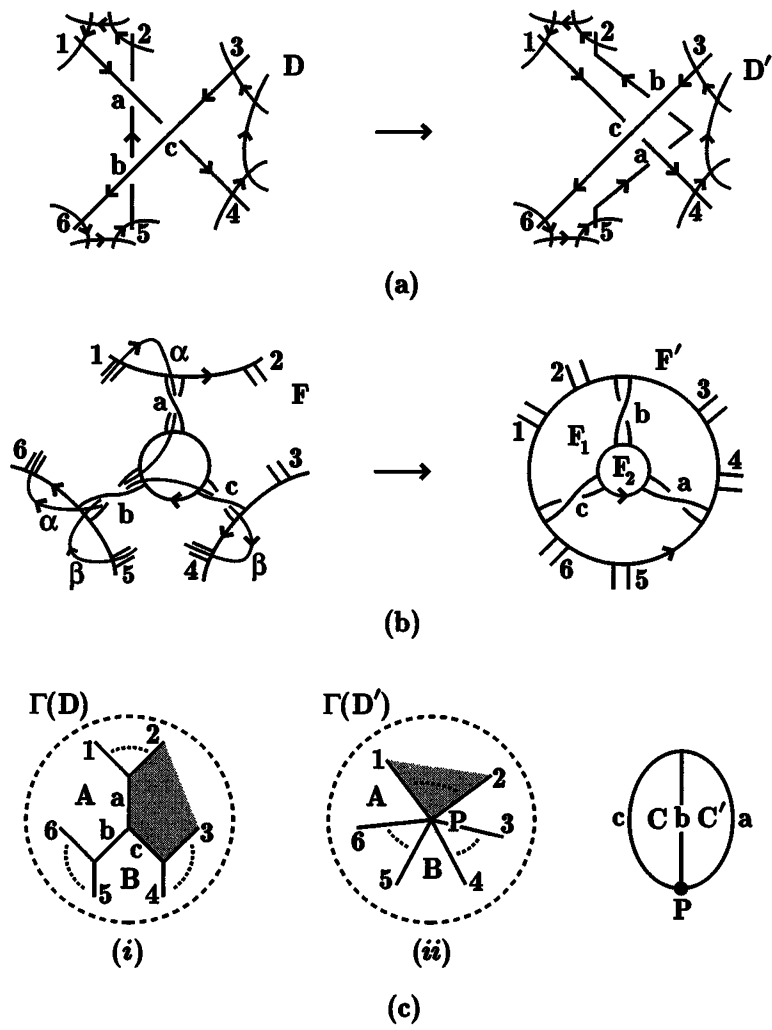 1 2 3 D
a
b c
6 5 4
1 2 3 D′
b
c a
6 5 4
(a)
1 α 2 F
a
6 3
b c
α β 5 4 β
F′
2 3
1 b 4
F₁ F₂ a
c
6 5
(b)
Γ(D)
1 2
A a
6 b 3
c
B
5 4
(i)
Γ(D′)
1 2
A
P
6 3
B
5 4
(ii)
c C b C′ a
P
(c)